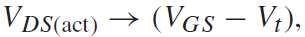 V_{DS(act)} → (V_{GS} − V_t),